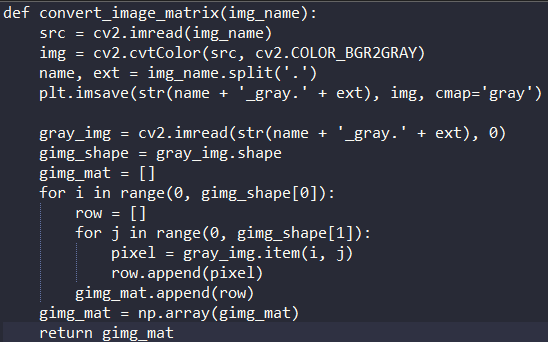 def convert_image_matrix(img_name):
    src = cv2.imread(img_name)
    img = cv2.cvtColor(src, cv2.COLOR_BGR2GRAY)
    name, ext = img_name.split('.')
    plt.imsave(str(name + '_gray.' + ext), img, cmap='gray')

    gray_img = cv2.imread(str(name + '_gray.' + ext), 0)
    gimg_shape = gray_img.shape
    gimg_mat = []
    for i in range(0, gimg_shape[0]):
        row = []
        for j in range(0, gimg_shape[1]):
            pixel = gray_img.item(i, j)
            row.append(pixel)
        gimg_mat.append(row)
    gimg_mat = np.array(gimg_mat)
    return gimg_mat